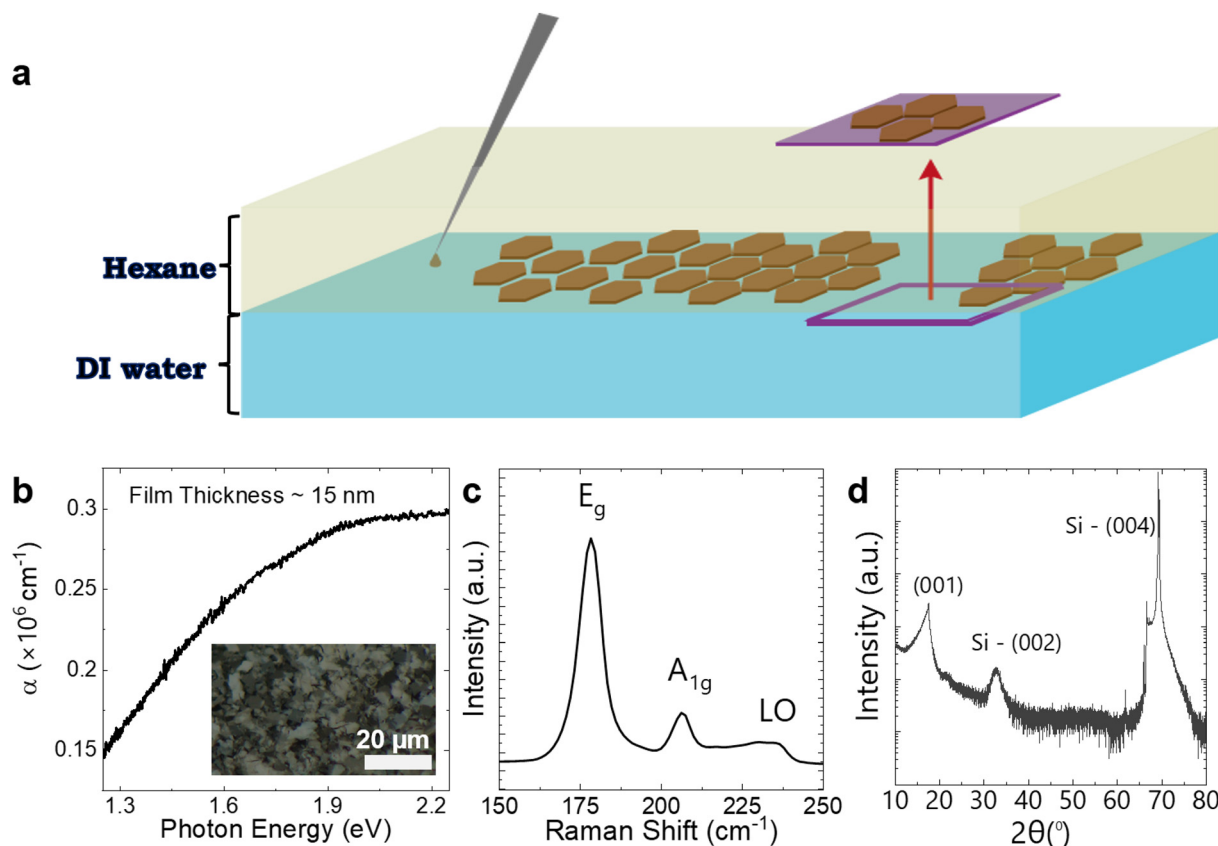 a
Hexane
DI water
b
Film Thickness ~ 15 nm
α (×10⁶ cm⁻¹)
0.3
0.25
0.2
0.15
20 µm
1.3
1.6
1.9
2.2
Photon Energy (eV)
c
E_g
A_1g
LO
Intensity (a.u.)
150
175
200
225
250
Raman Shift (cm⁻¹)
d
Si - (004)
(001)
Si - (002)
Intensity (a.u.)
10
20
30
40
50
60
70
80
2θ(⁰)